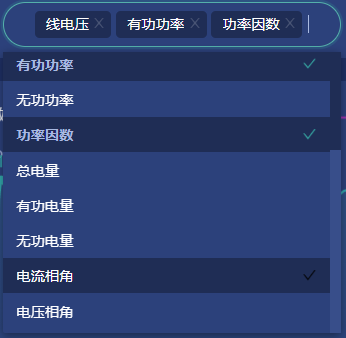 线电压 有功功率 功率因数
有功功率
无功功率
功率因数
总电量
有功电量
无功电量
电流相角
电压相角